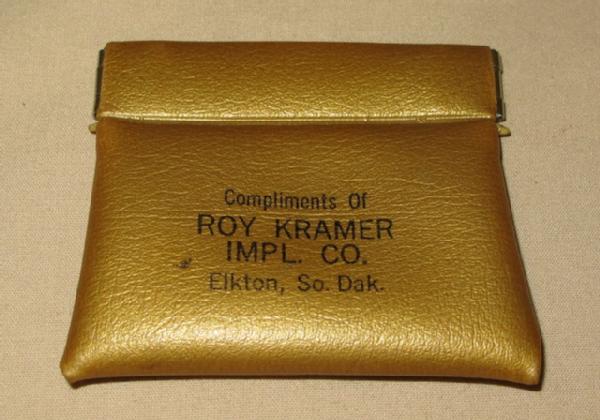 Compliments Of
ROY KRAMER
IMPL. CO.
Elkton, So. Dak.